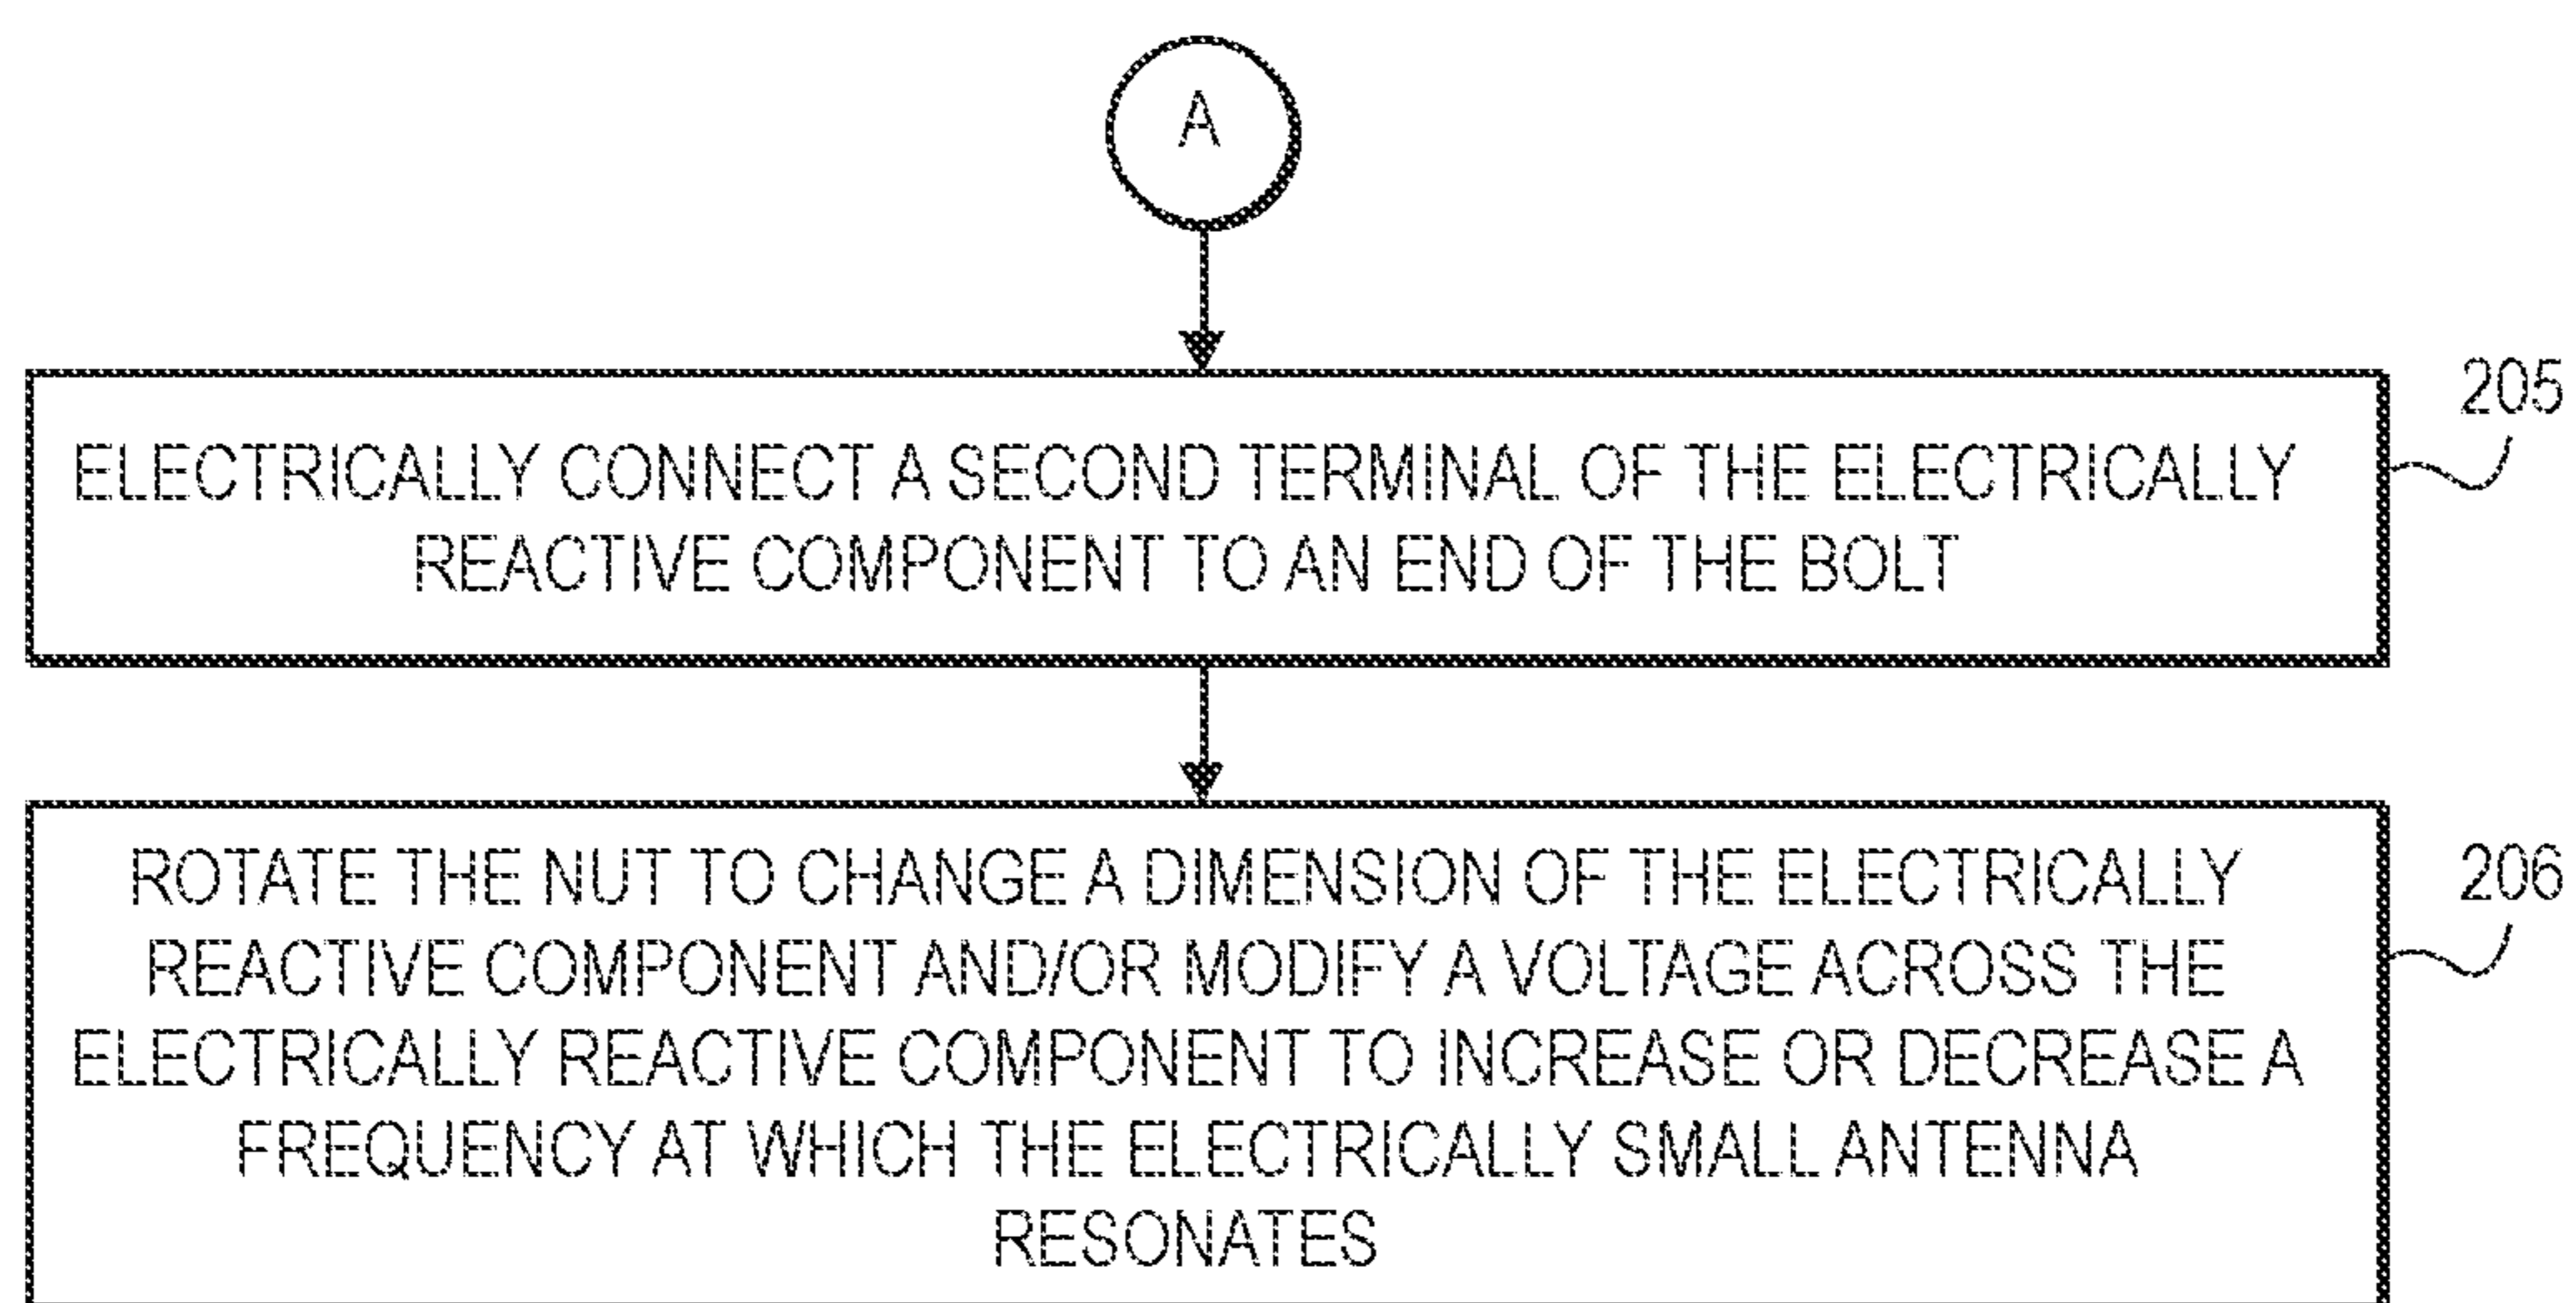 A
205
ELECTRICALLY CONNECT A SECOND TERMINAL OF THE ELECTRICALLY
REACTIVE COMPONENT TO AN END OF THE BOLT
206
ROTATE THE NUT TO CHANGE A DIMENSION OF THE ELECTRICALLY
REACTIVE COMPONENT AND/OR MODIFY A VOLTAGE ACROSS THE
ELECTRICALLY REACTIVE COMPONENT TO INCREASE OR DECREASE A
FREQUENCY AT WHICH THE ELECTRICALLY SMALL ANTENNA
RESONATES